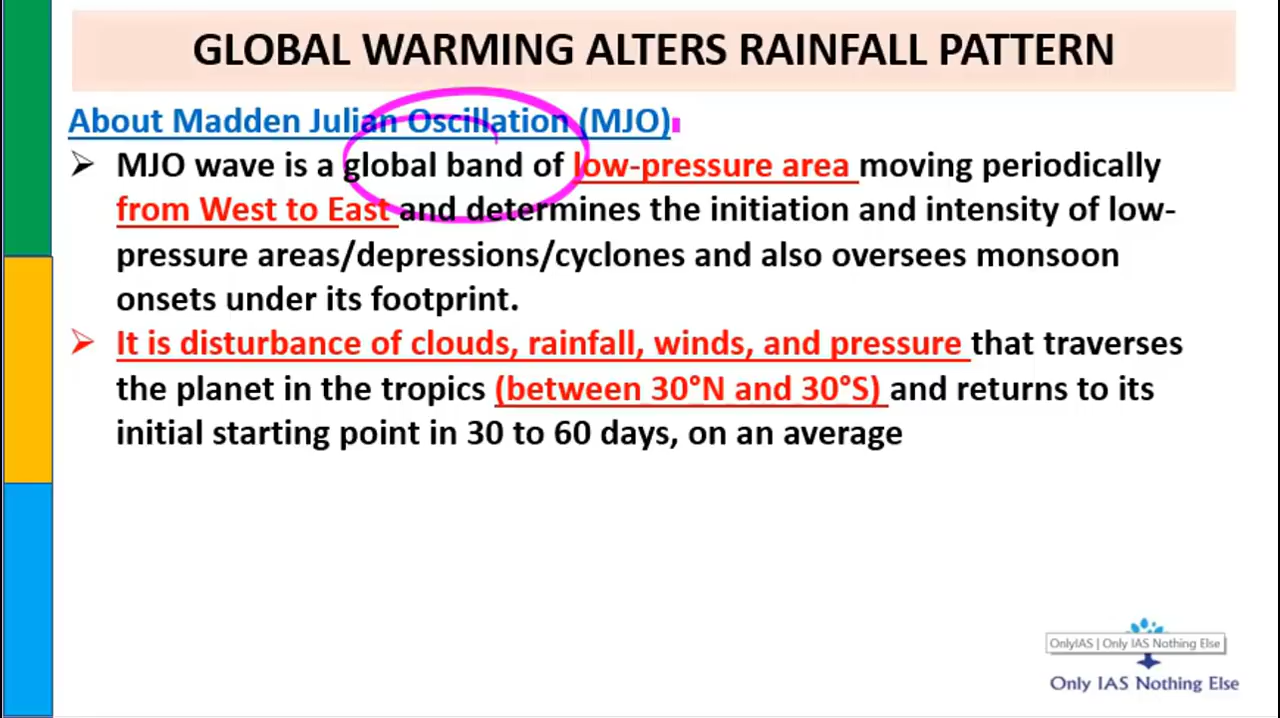 GLOBAL WARMING ALTERS RAINFALL PATTERN
About Madden Julian Oscillation (MJO)
➢ MJO wave is a global band of low-pressure area moving periodically
from West to East and determines the initiation and intensity of low-
pressure areas/depressions/cyclones and also oversees monsoon
onsets under its footprint.
➢ It is disturbance of clouds, rainfall, winds, and pressure that traverses
the planet in the tropics (between 30°N and 30°S) and returns to its
initial starting point in 30 to 60 days, on an average
OnlyIAS | Only IAS Nothing Else
Only IAS Nothing Else